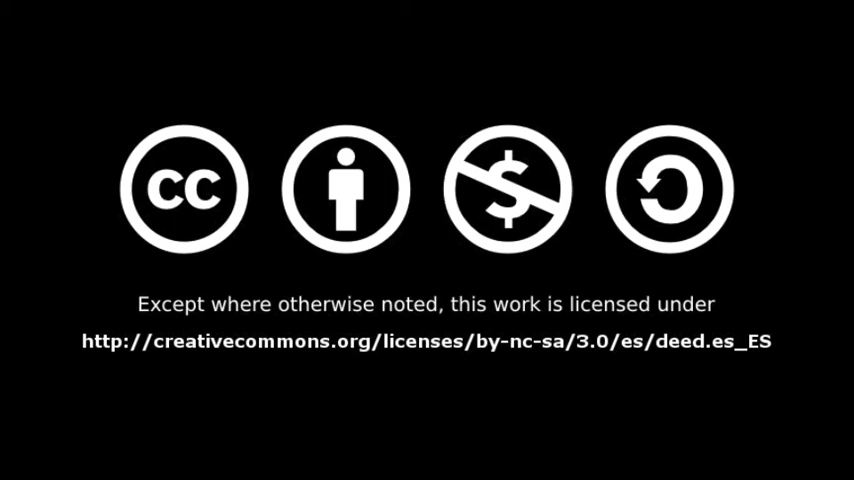 cc
$
Except where otherwise noted, this work is licensed under
http://creativecommons.org/licenses/by-nc-sa/3.0/es/deed.es_ES